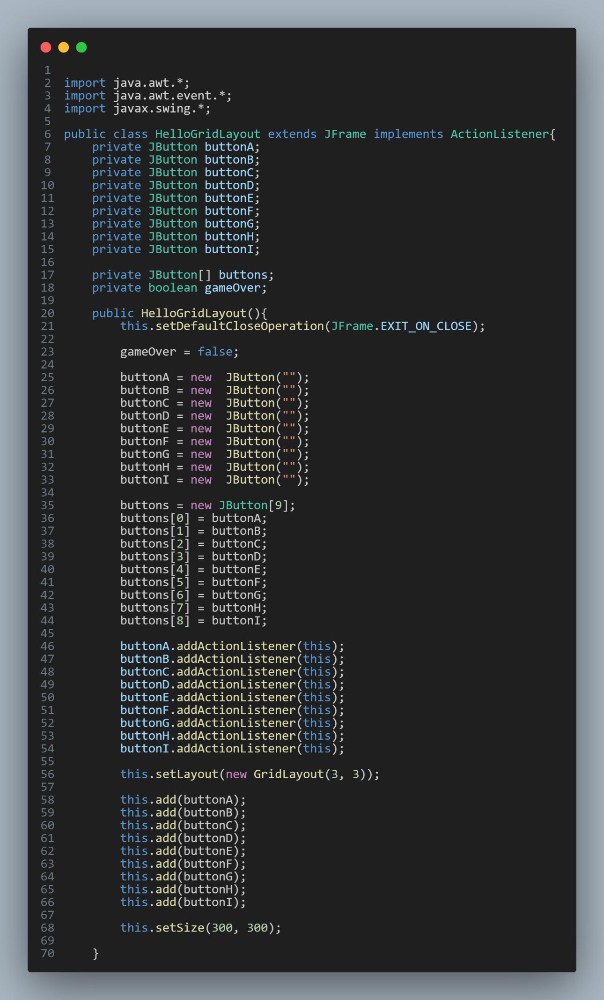 1
2 import java.awt.*;
3 import java.awt.event.*;
4 import javax.swing.*;
5
6 public class HelloGridLayout extends JFrame implements ActionListener{
7     private JButton buttonA;
8     private JButton buttonB;
9     private JButton buttonC;
10     private JButton buttonD;
11     private JButton buttonE;
12     private JButton buttonF;
13     private JButton buttonG;
14     private JButton buttonH;
15     private JButton buttonI;
16
17     private JButton[] buttons;
18     private boolean gameOver;
19
20     public HelloGridLayout(){
21         this.setDefaultCloseOperation(JFrame.EXIT_ON_CLOSE);
22
23         gameOver = false;
24
25         buttonA = new  JButton("");
26         buttonB = new  JButton("");
27         buttonC = new  JButton("");
28         buttonD = new  JButton("");
29         buttonE = new  JButton("");
30         buttonF = new  JButton("");
31         buttonG = new  JButton("");
32         buttonH = new  JButton("");
33         buttonI = new  JButton("");
34
35         buttons = new JButton[9];
36         buttons[0] = buttonA;
37         buttons[1] = buttonB;
38         buttons[2] = buttonC;
39         buttons[3] = buttonD;
40         buttons[4] = buttonE;
41         buttons[5] = buttonF;
42         buttons[6] = buttonG;
43         buttons[7] = buttonH;
44         buttons[8] = buttonI;
45
46         buttonA.addActionListener(this);
47         buttonB.addActionListener(this);
48         buttonC.addActionListener(this);
49         buttonD.addActionListener(this);
50         buttonE.addActionListener(this);
51         buttonF.addActionListener(this);
52         buttonG.addActionListener(this);
53         buttonH.addActionListener(this);
54         buttonI.addActionListener(this);
55
56         this.setLayout(new GridLayout(3, 3));
57
58         this.add(buttonA);
59         this.add(buttonB);
60         this.add(buttonC);
61         this.add(buttonD);
62         this.add(buttonE);
63         this.add(buttonF);
64         this.add(buttonG);
65         this.add(buttonH);
66         this.add(buttonI);
67
68         this.setSize(300, 300);
69
70     }